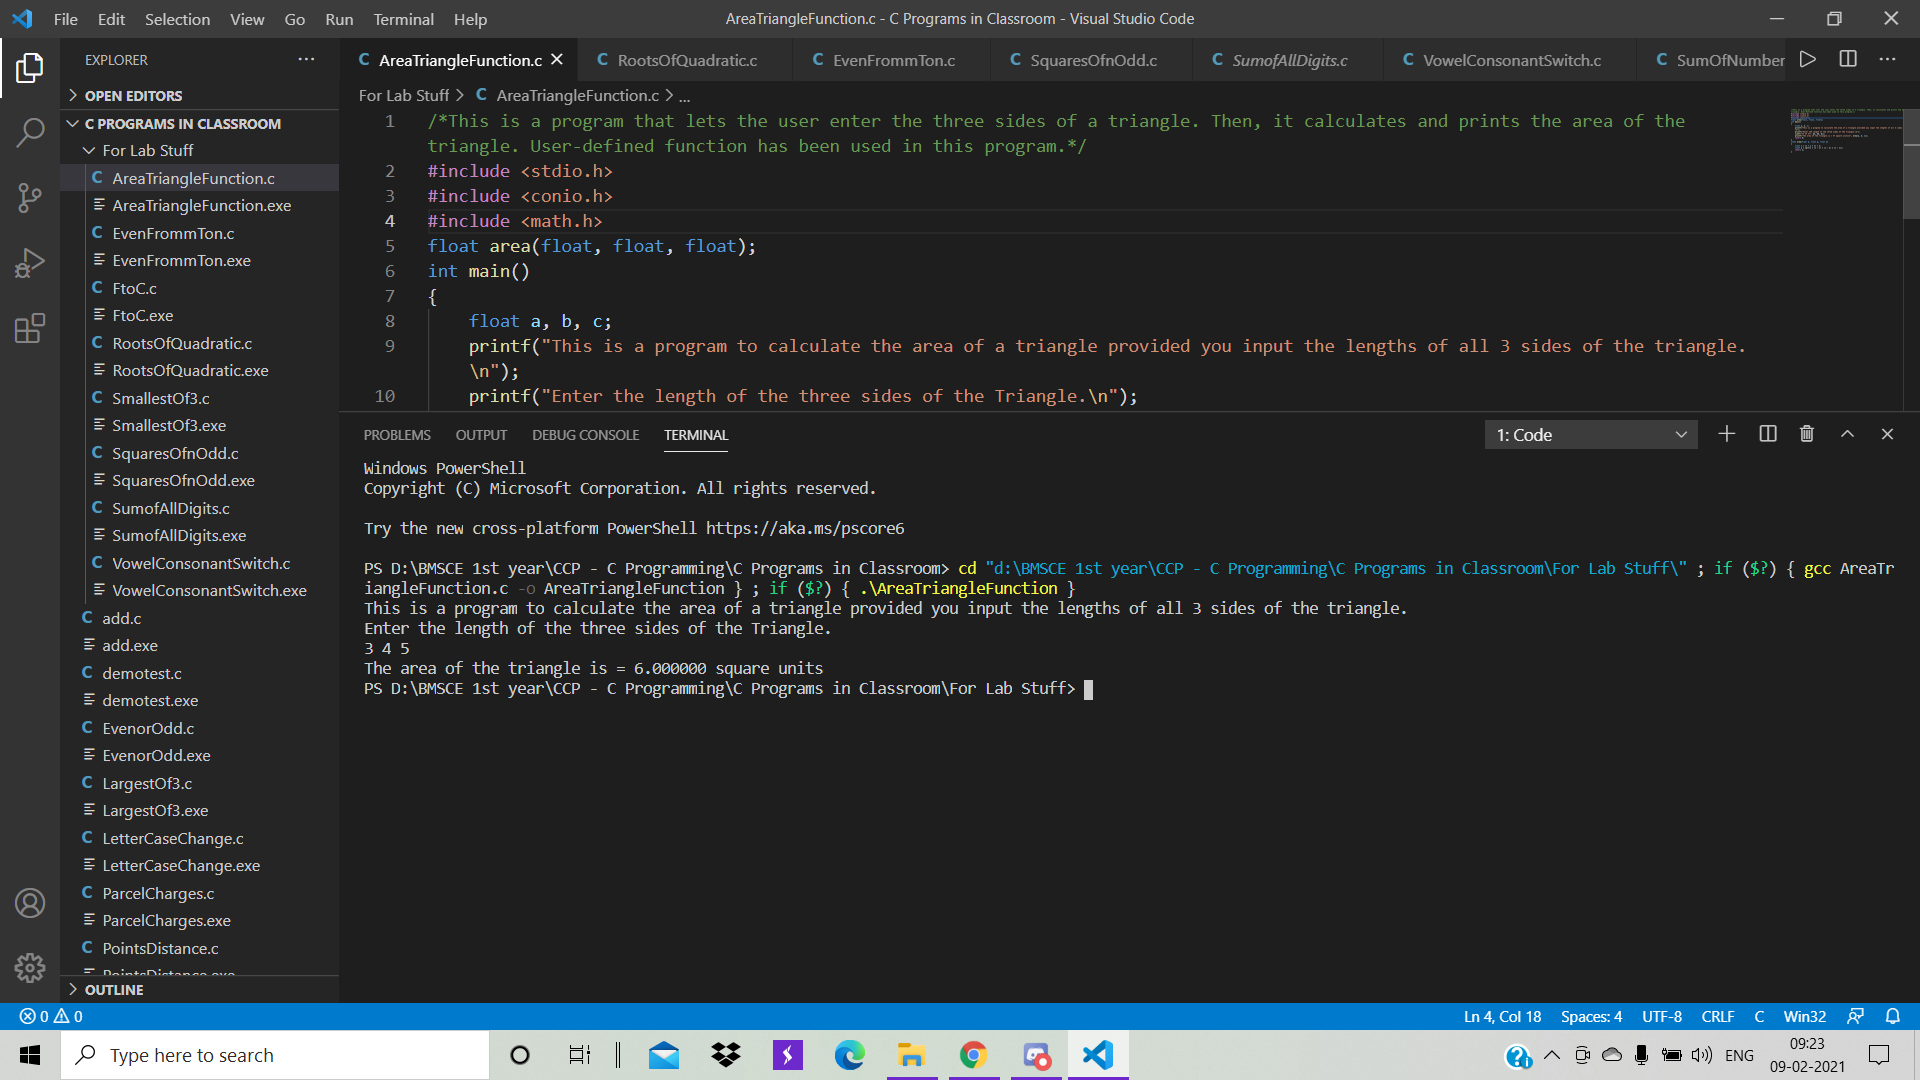 File Edit Selection View Go Run Terminal Help
AreaTriangleFunction.c - C Programs in Classroom - Visual Studio Code
EXPLORER
OPEN EDITORS
C PROGRAMS IN CLASSROOM
For Lab Stuff
C AreaTriangleFunction.c
AreaTriangleFunction.exe
C EvenFrommTon.c
EvenFrommTon.exe
C FtoC.c
FtoC.exe
C RootsOfQuadratic.c
RootsOfQuadratic.exe
C SmallestOf3.c
SmallestOf3.exe
C SquaresOfnOdd.c
SquaresOfnOdd.exe
C SumofAllDigits.c
SumofAllDigits.exe
C VowelConsonantSwitch.c
VowelConsonantSwitch.exe
C add.c
add.exe
C demotest.c
demotest.exe
C EvenorOdd.c
EvenorOdd.exe
C LargestOf3.c
LargestOf3.exe
C LetterCaseChange.c
LetterCaseChange.exe
C ParcelCharges.c
ParcelCharges.exe
C PointsDistance.c
PointsDistance.exe
OUTLINE
C AreaTriangleFunction.c C RootsOfQuadratic.c C EvenFrommTon.c C SquaresOfnOdd.c C SumofAllDigits.c C VowelConsonantSwitch.c C SumOfNumber
For Lab Stuff > C AreaTriangleFunction.c > ...
1 /*This is a program that lets the user enter the three sides of a triangle. Then, it calculates and prints the area of the
triangle. User-defined function has been used in this program.*/
2 #include <stdio.h>
3 #include <conio.h>
4 #include <math.h>
5 float area(float, float, float);
6 int main()
7 {
8 float a, b, c;
9 printf("This is a program to calculate the area of a triangle provided you input the lengths of all 3 sides of the triangle.
\n");
10 printf("Enter the length of the three sides of the Triangle.\n");
PROBLEMS OUTPUT DEBUG CONSOLE TERMINAL 1: Code
Windows PowerShell
Copyright (C) Microsoft Corporation. All rights reserved.
Try the new cross-platform PowerShell https://aka.ms/pscore6
PS D:\BMSCE 1st year\CCP - C Programming\C Programs in Classroom> cd "d:\BMSCE 1st year\CCP - C Programming\C Programs in Classroom\For Lab Stuff\" ; if ($?) { gcc AreaTr
iangleFunction.c -o AreaTriangleFunction } ; if ($?) { .\AreaTriangleFunction }
This is a program to calculate the area of a triangle provided you input the lengths of all 3 sides of the triangle.
Enter the length of the three sides of the Triangle.
3 4 5
The area of the triangle is = 6.000000 square units
PS D:\BMSCE 1st year\CCP - C Programming\C Programs in Classroom\For Lab Stuff>
0 0 Ln 4, Col 18 Spaces: 4 UTF-8 CRLF C Win32
Type here to search
ENG
09:23
09-02-2021